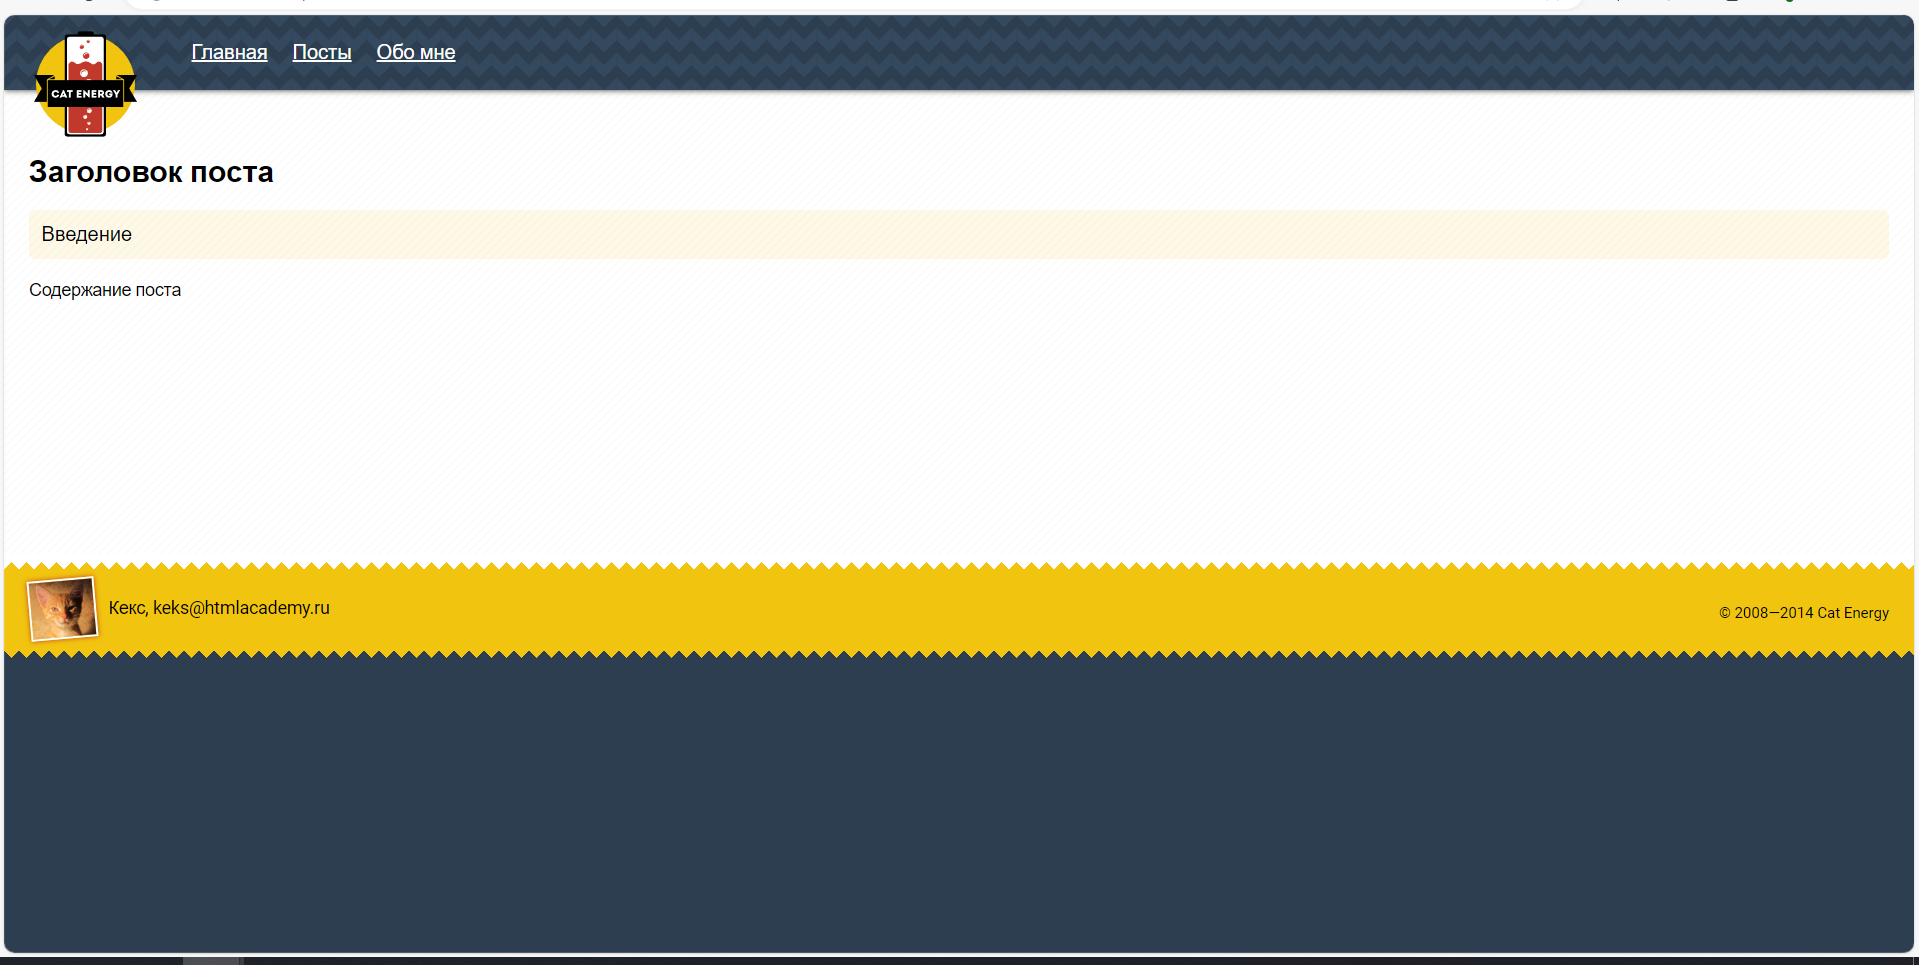 Главная Посты Обо мне
CAT ENERGY
Заголовок поста
Введение
Содержание поста
Кекс, keks@htmlacademy.ru
© 2008—2014 Cat Energy